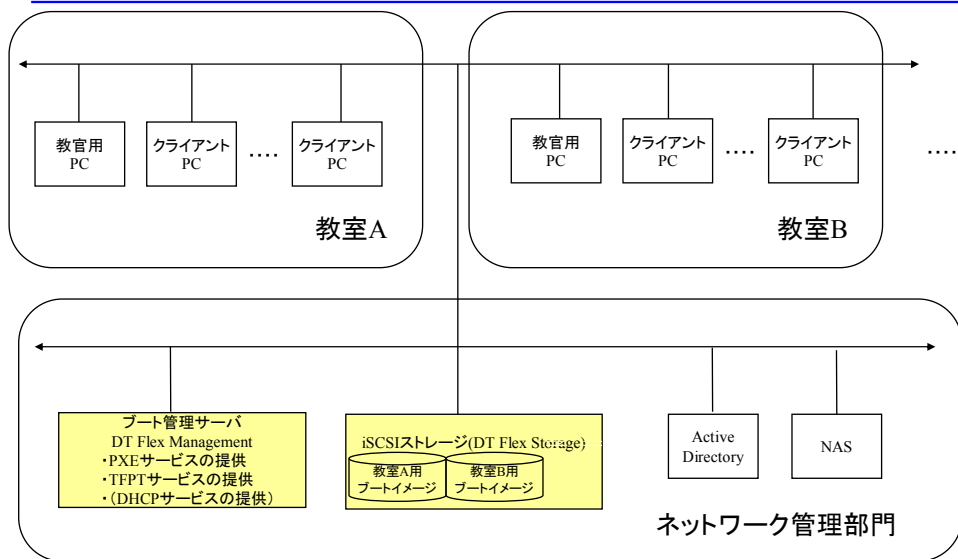 教官用
PC
クライアント
PC
....
クライアント
PC
教室A
教官用
PC
クライアント
PC
....
クライアント
PC
教室B
....
ブート管理サーバ
DT Flex Management
・PXEサービスの提供
・TFPTサービスの提供
・(DHCPサービスの提供)
iSCSIストレージ(DT Flex Storage)
教室A用
ブートイメージ
教室B用
ブートイメージ
Active
Directory
NAS
ネットワーク管理部門